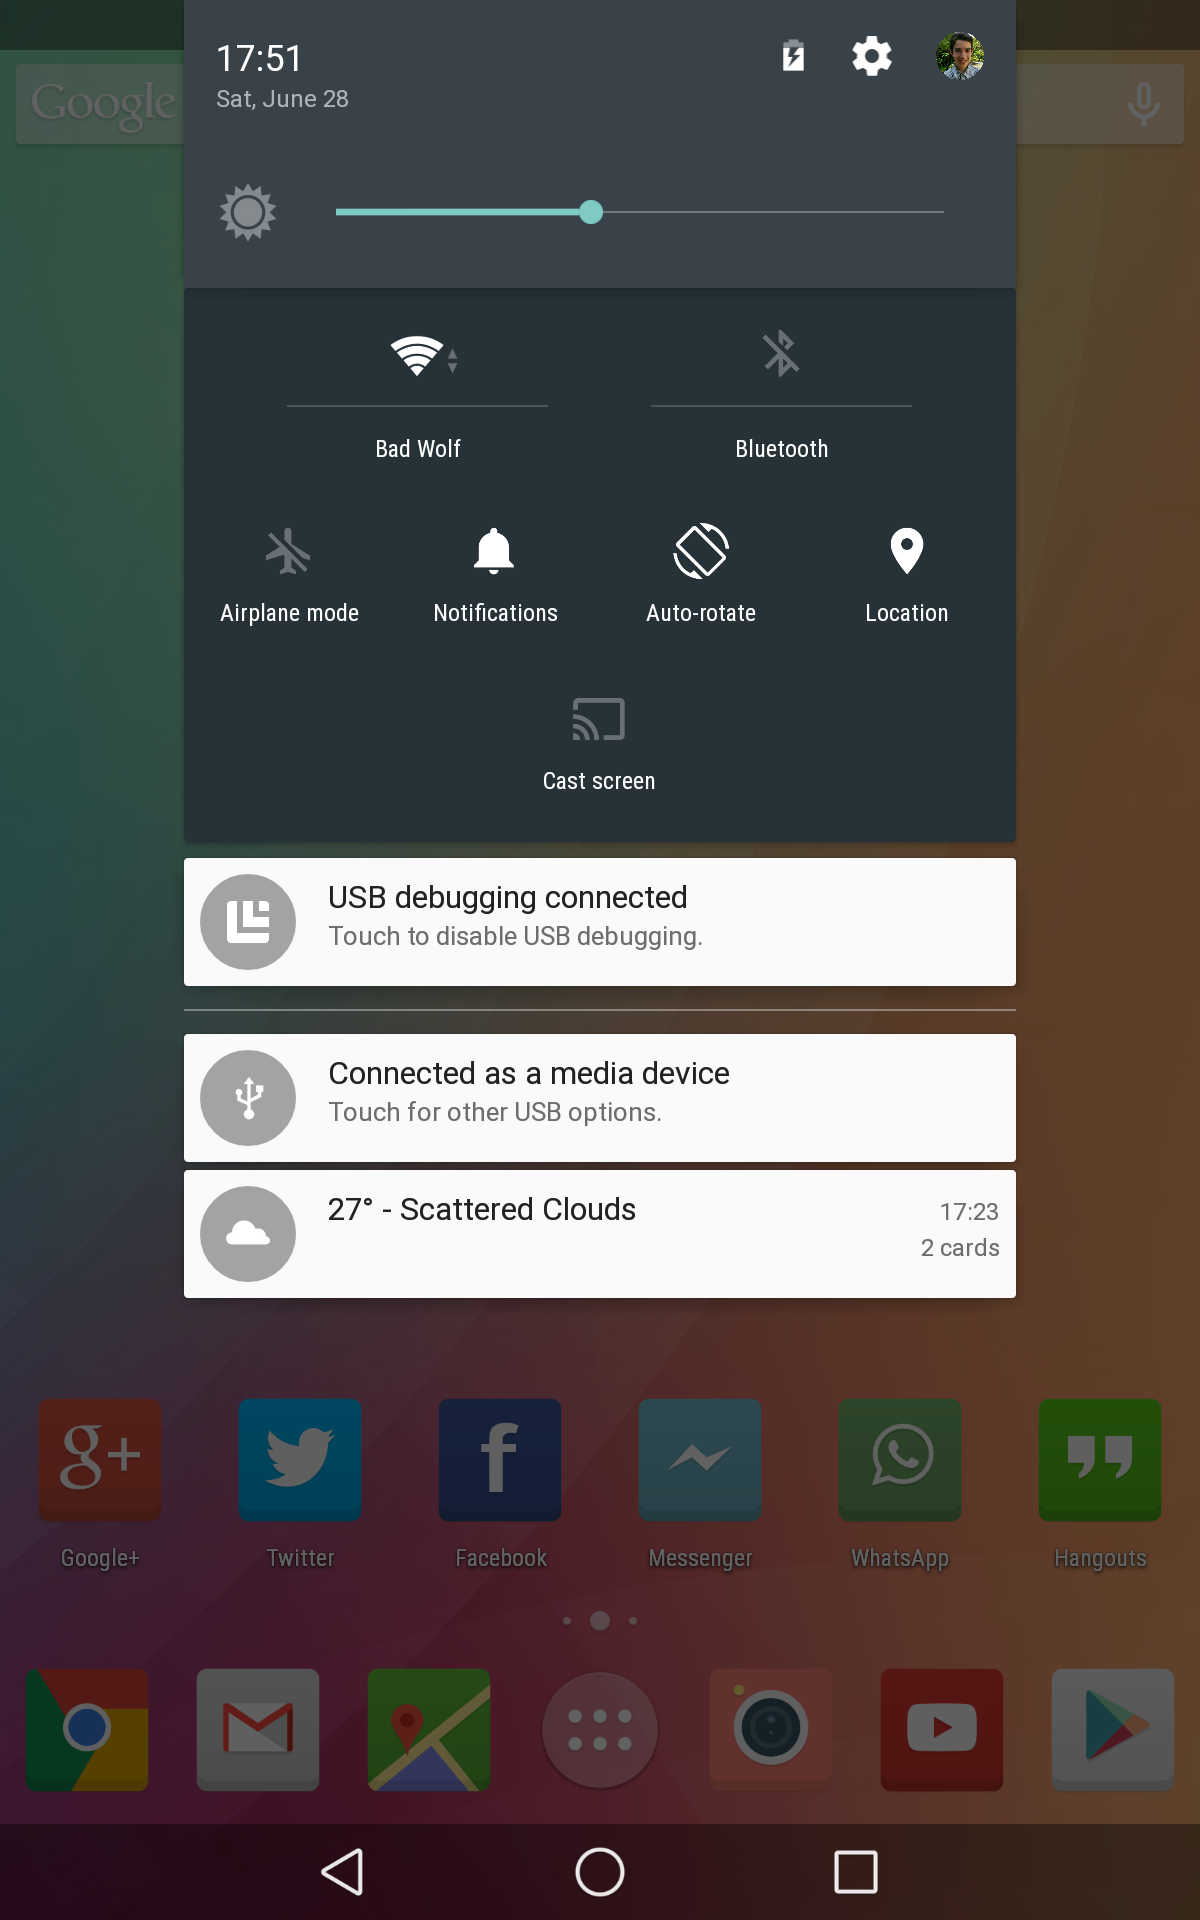 17:51
Sat, June 28
Google
Bad Wolf
Bluetooth
Airplane mode
Notifications
Auto-rotate
Location
Cast screen
USB debugging connected
Touch to disable USB debugging.
Connected as a media device
Touch for other USB options.
27° - Scattered Clouds
17:23
2 cards
g+
f
Google+
Twitter
Facebook
Messenger
WhatsApp
Hangouts